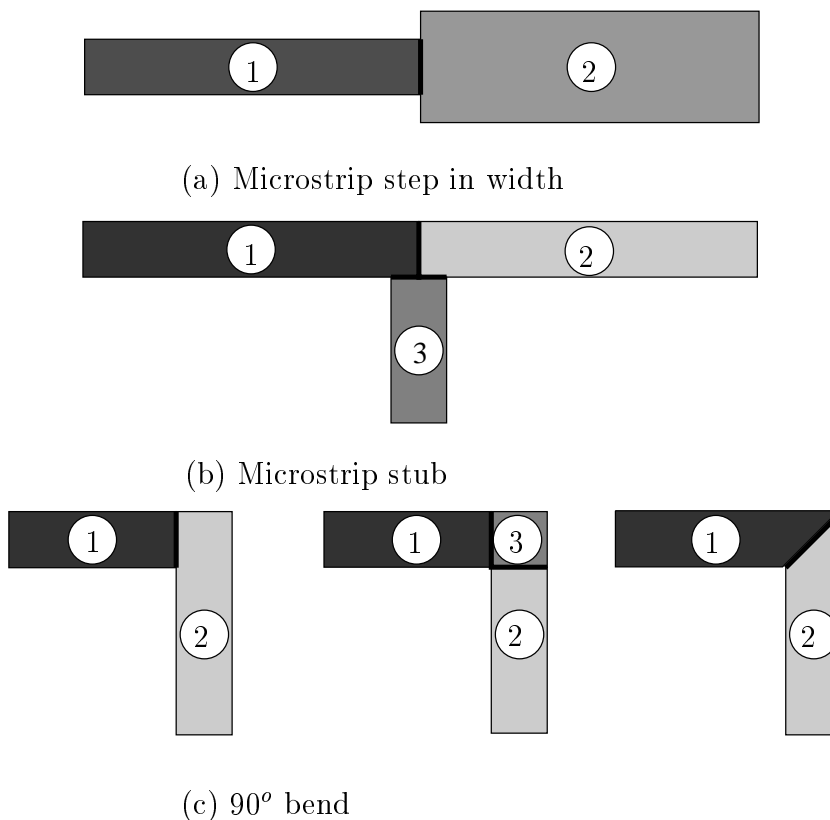 1 2
(a) Microstrip step in width
1 2
3
(b) Microstrip stub
1 1 3 1
2 2 2
(c) 90º bend